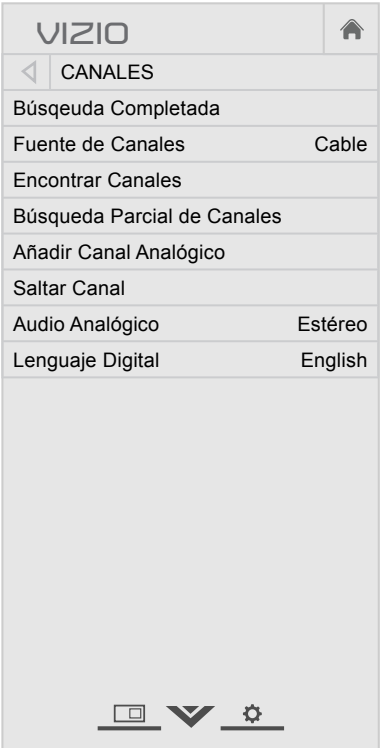 VIZIO
CANALES
Búsqeuda Completada
Fuente de Canales Cable
Encontrar Canales
Búsqueda Parcial de Canales
Añadir Canal Analógico
Saltar Canal
Audio Analógico Estéreo
Lenguaje Digital English